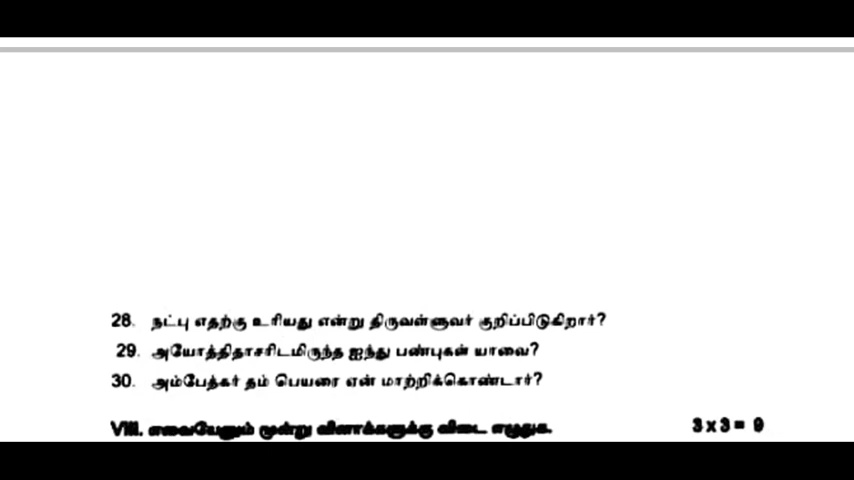 28. நட்பு எதற்கு உரியது என்று திருவள்ளுவர் குறிப்பிடுகிறார்?
29. அயோத்திதாசரிடமிருந்த ஐந்து பண்புகள் யாவை?
30. அம்பேத்கர் தம் பெயரை ஏன் மாற்றிக்கொண்டார்?
VIII. எவையேனும் மூன்று வினாக்களுக்கு விடை எழுதுக. 3 x 3 = 9